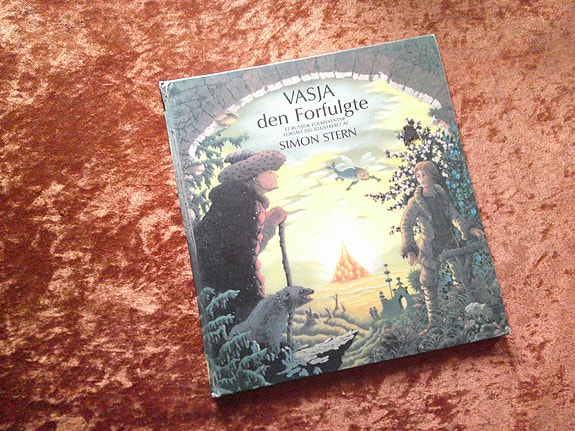 VASJA
den Forfulgte
ET RUSSISK FOLKEEVENTYR
FORTALT OG ILLUSTRERET AF
SIMON STERN